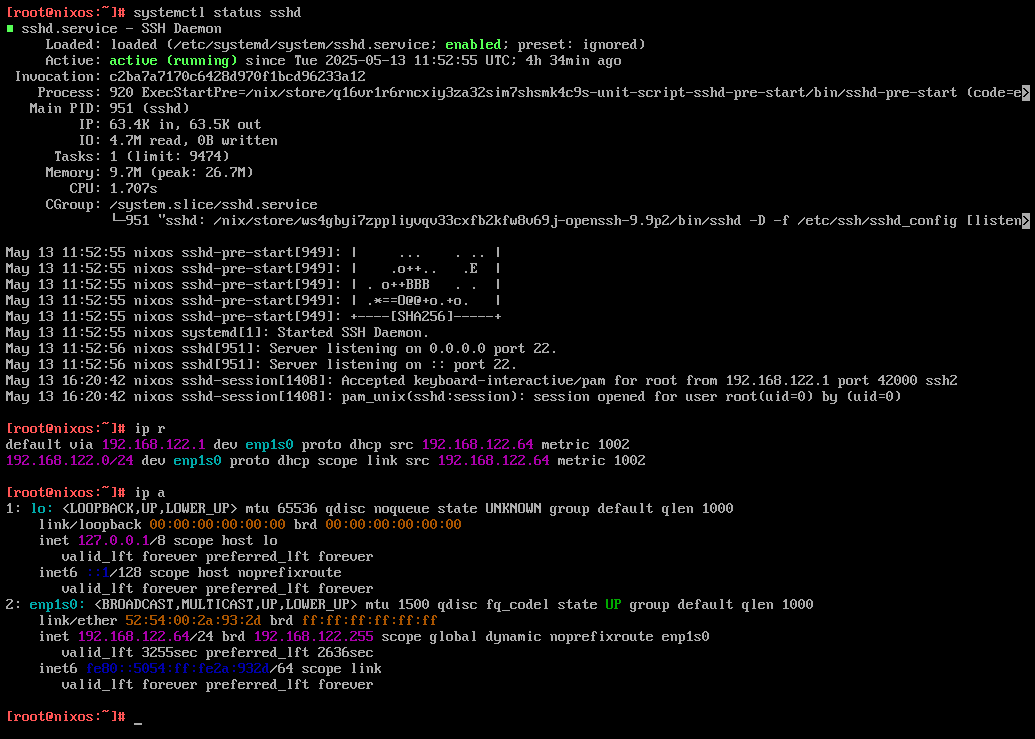 [root@nixos:~]# systemctl status sshd
■ sshd.service - SSH Daemon
     Loaded: loaded (/etc/systemd/system/sshd.service; enabled; preset: ignored)
     Active: active (running) since Tue 2025-05-13 11:52:55 UTC; 4h 34min ago
 Invocation: c2ba7a7170c6428d970f1bcd96233a12
    Process: 920 ExecStartPre=/nix/store/q16vr1r6rncxiy3za32sim7shsmk4c9s-unit-script-sshd-pre-start/bin/sshd-pre-start (code=e>
   Main PID: 951 (sshd)
         IP: 63.4K in, 63.5K out
         IO: 4.7M read, 0B written
      Tasks: 1 (limit: 9474)
     Memory: 9.7M (peak: 26.7M)
        CPU: 1.707s
     CGroup: /system.slice/sshd.service
             └─951 "sshd: /nix/store/ws4gbyi7zppliyvqv33cxfb2kfw8v69j-openssh-9.9p2/bin/sshd -D -f /etc/ssh/sshd_config [listen>
May 13 11:52:55 nixos sshd-pre-start[949]: |     ...    . .. |
May 13 11:52:55 nixos sshd-pre-start[949]: |    .o++..   .E  |
May 13 11:52:55 nixos sshd-pre-start[949]: | . o++BBB   . .  |
May 13 11:52:55 nixos sshd-pre-start[949]: | .*==O@@+o.+o.   |
May 13 11:52:55 nixos sshd-pre-start[949]: +----[SHA256]-----+
May 13 11:52:55 nixos systemd[1]: Started SSH Daemon.
May 13 11:52:56 nixos sshd[951]: Server listening on 0.0.0.0 port 22.
May 13 11:52:56 nixos sshd[951]: Server listening on :: port 22.
May 13 16:20:42 nixos sshd-session[1408]: Accepted keyboard-interactive/pam for root from 192.168.122.1 port 42000 ssh2
May 13 16:20:42 nixos sshd-session[1408]: pam_unix(sshd:session): session opened for user root(uid=0) by (uid=0)
[root@nixos:~]# ip r
default via 192.168.122.1 dev enp1s0 proto dhcp src 192.168.122.64 metric 1002
192.168.122.0/24 dev enp1s0 proto dhcp scope link src 192.168.122.64 metric 1002
[root@nixos:~]# ip a
1: lo: <LOOPBACK,UP,LOWER_UP> mtu 65536 qdisc noqueue state UNKNOWN group default qlen 1000
    link/loopback 00:00:00:00:00:00 brd 00:00:00:00:00:00
    inet 127.0.0.1/8 scope host lo
       valid_lft forever preferred_lft forever
    inet6 ::1/128 scope host noprefixroute
       valid_lft forever preferred_lft forever
2: enp1s0: <BROADCAST,MULTICAST,UP,LOWER_UP> mtu 1500 qdisc fq_codel state UP group default qlen 1000
    link/ether 52:54:00:2a:93:2d brd ff:ff:ff:ff:ff:ff
    inet 192.168.122.64/24 brd 192.168.122.255 scope global dynamic noprefixroute enp1s0
       valid_lft 3255sec preferred_lft 2636sec
    inet6 fe80::5054:ff:fe2a:932d/64 scope link
       valid_lft forever preferred_lft forever
[root@nixos:~]# _